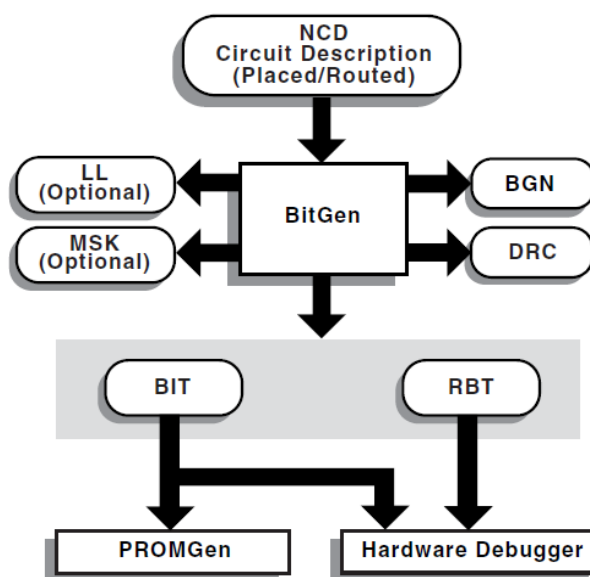 NCD
Circuit Description
(Placed/Routed)
LL
(Optional)
BitGen
BGN
MSK
(Optional)
DRC
BIT
RBT
PROMGen
Hardware Debugger